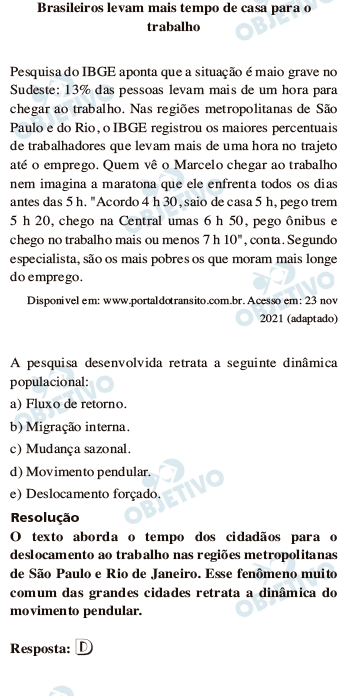 Brasileiros levam mais tempo de casa para o
trabalho
Pesquisa do IBGE aponta que a situação é maio grave no
Sudeste: 13% das pessoas levam mais de um hora para
chegar ao trabalho. Nas regiões metropolitanas de São
Paulo e do Rio, o IBGE registrou os maiores percentuais
de trabalhadores que levam mais de uma hora no trajeto
até o emprego. Quem vê o Marcelo chegar ao trabalho
nem imagina a maratona que ele enfrenta todos os dias
antes das 5 h. "Acordo 4 h 30, saio de casa 5 h, pego trem
5 h 20, chego na Central umas 6 h 50, pego ônibus e
chego no trabalho mais ou menos 7 h 10", conta. Segundo
especialista, são os mais pobres os que moram mais longe
do emprego.
Disponivel em: www.portaldotransito.com.br. Acesso em: 23 nov
2021 (adaptado)
A pesquisa desenvolvida retrata a seguinte dinâmica
populacional:
a) Fluxo de retorno.
b) Migração interna.
c) Mudança sazonal.
d) Movimento pendular.
e) Deslocamento forçado.
Resolução
O texto aborda o tempo dos cidadãos para o
deslocamento ao trabalho nas regiões metropolitanas
de São Paulo e Rio de Janeiro. Esse fenômeno muito
comum das grandes cidades retrata a dinâmica do
movimento pendular.
Resposta: D
OBJETIVO